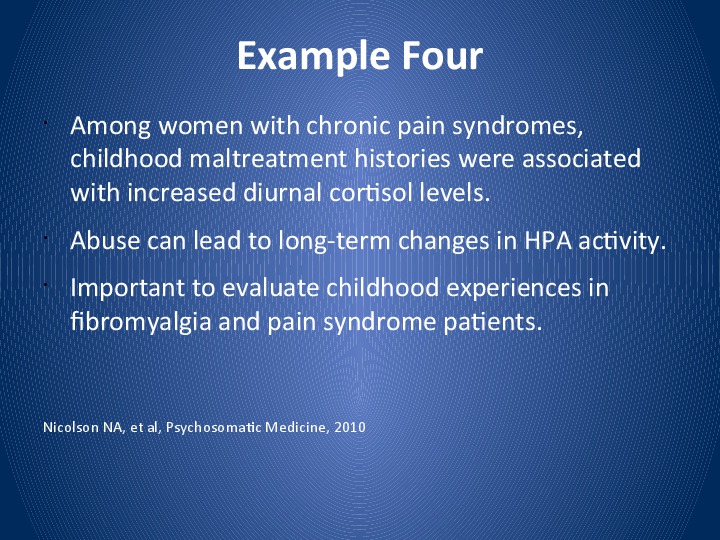 Example Four
Among women with chronic pain syndromes,
childhood maltreatment histories were associated
with increased diurnal cortisol levels.
Abuse can lead to long-term changes in HPA activity.
Important to evaluate childhood experiences in
fibromyalgia and pain syndrome patients.
Nicolson NA, et al, Psychosomatic Medicine, 2010